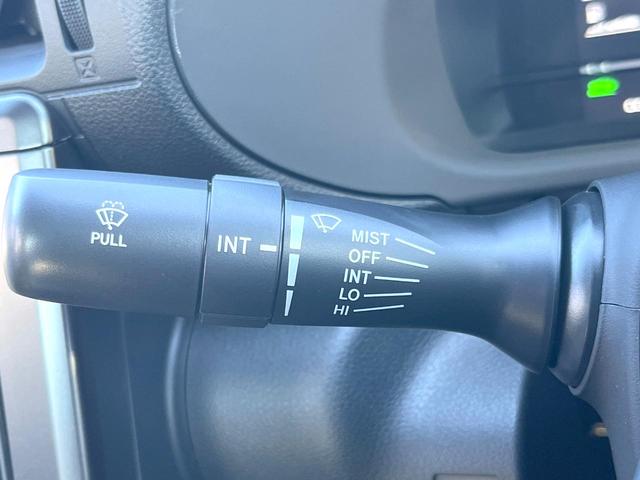 PULL
INT
MIST
OFF
INT
LO
HI